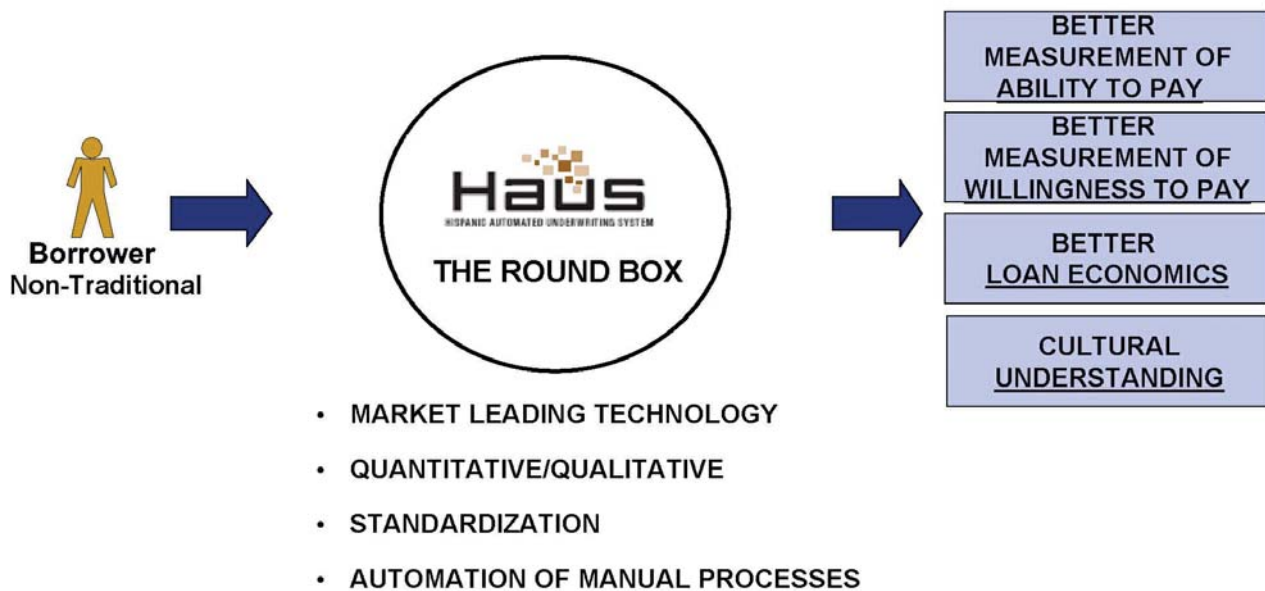 Borrower
Non-Traditional
Haus
HISPANIC AUTOMATED UNDERWRITING SYSTEM
THE ROUND BOX
• MARKET LEADING TECHNOLOGY
• QUANTITATIVE/QUALITATIVE
• STANDARDIZATION
• AUTOMATION OF MANUAL PROCESSES
BETTER
MEASUREMENT OF
ABILITY TO PAY
BETTER
MEASUREMENT OF
WILLINGNESS TO PAY
BETTER
LOAN ECONOMICS
CULTURAL
UNDERSTANDING